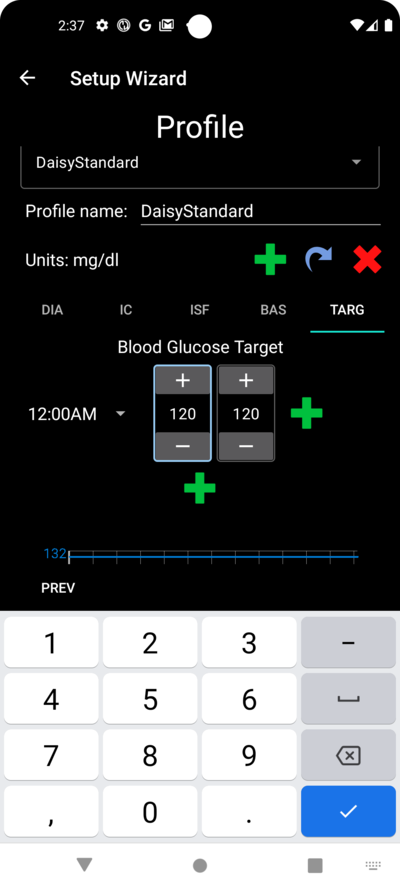 2:37
Setup Wizard
Profile
DaisyStandard
Profile name: DaisyStandard
Units: mg/dl
DIA IC ISF BAS TARG
Blood Glucose Target
+ +
12:00AM 120 120
− −
132
PREV
1 2 3 −
4 5 6
7 8 9
, 0 .